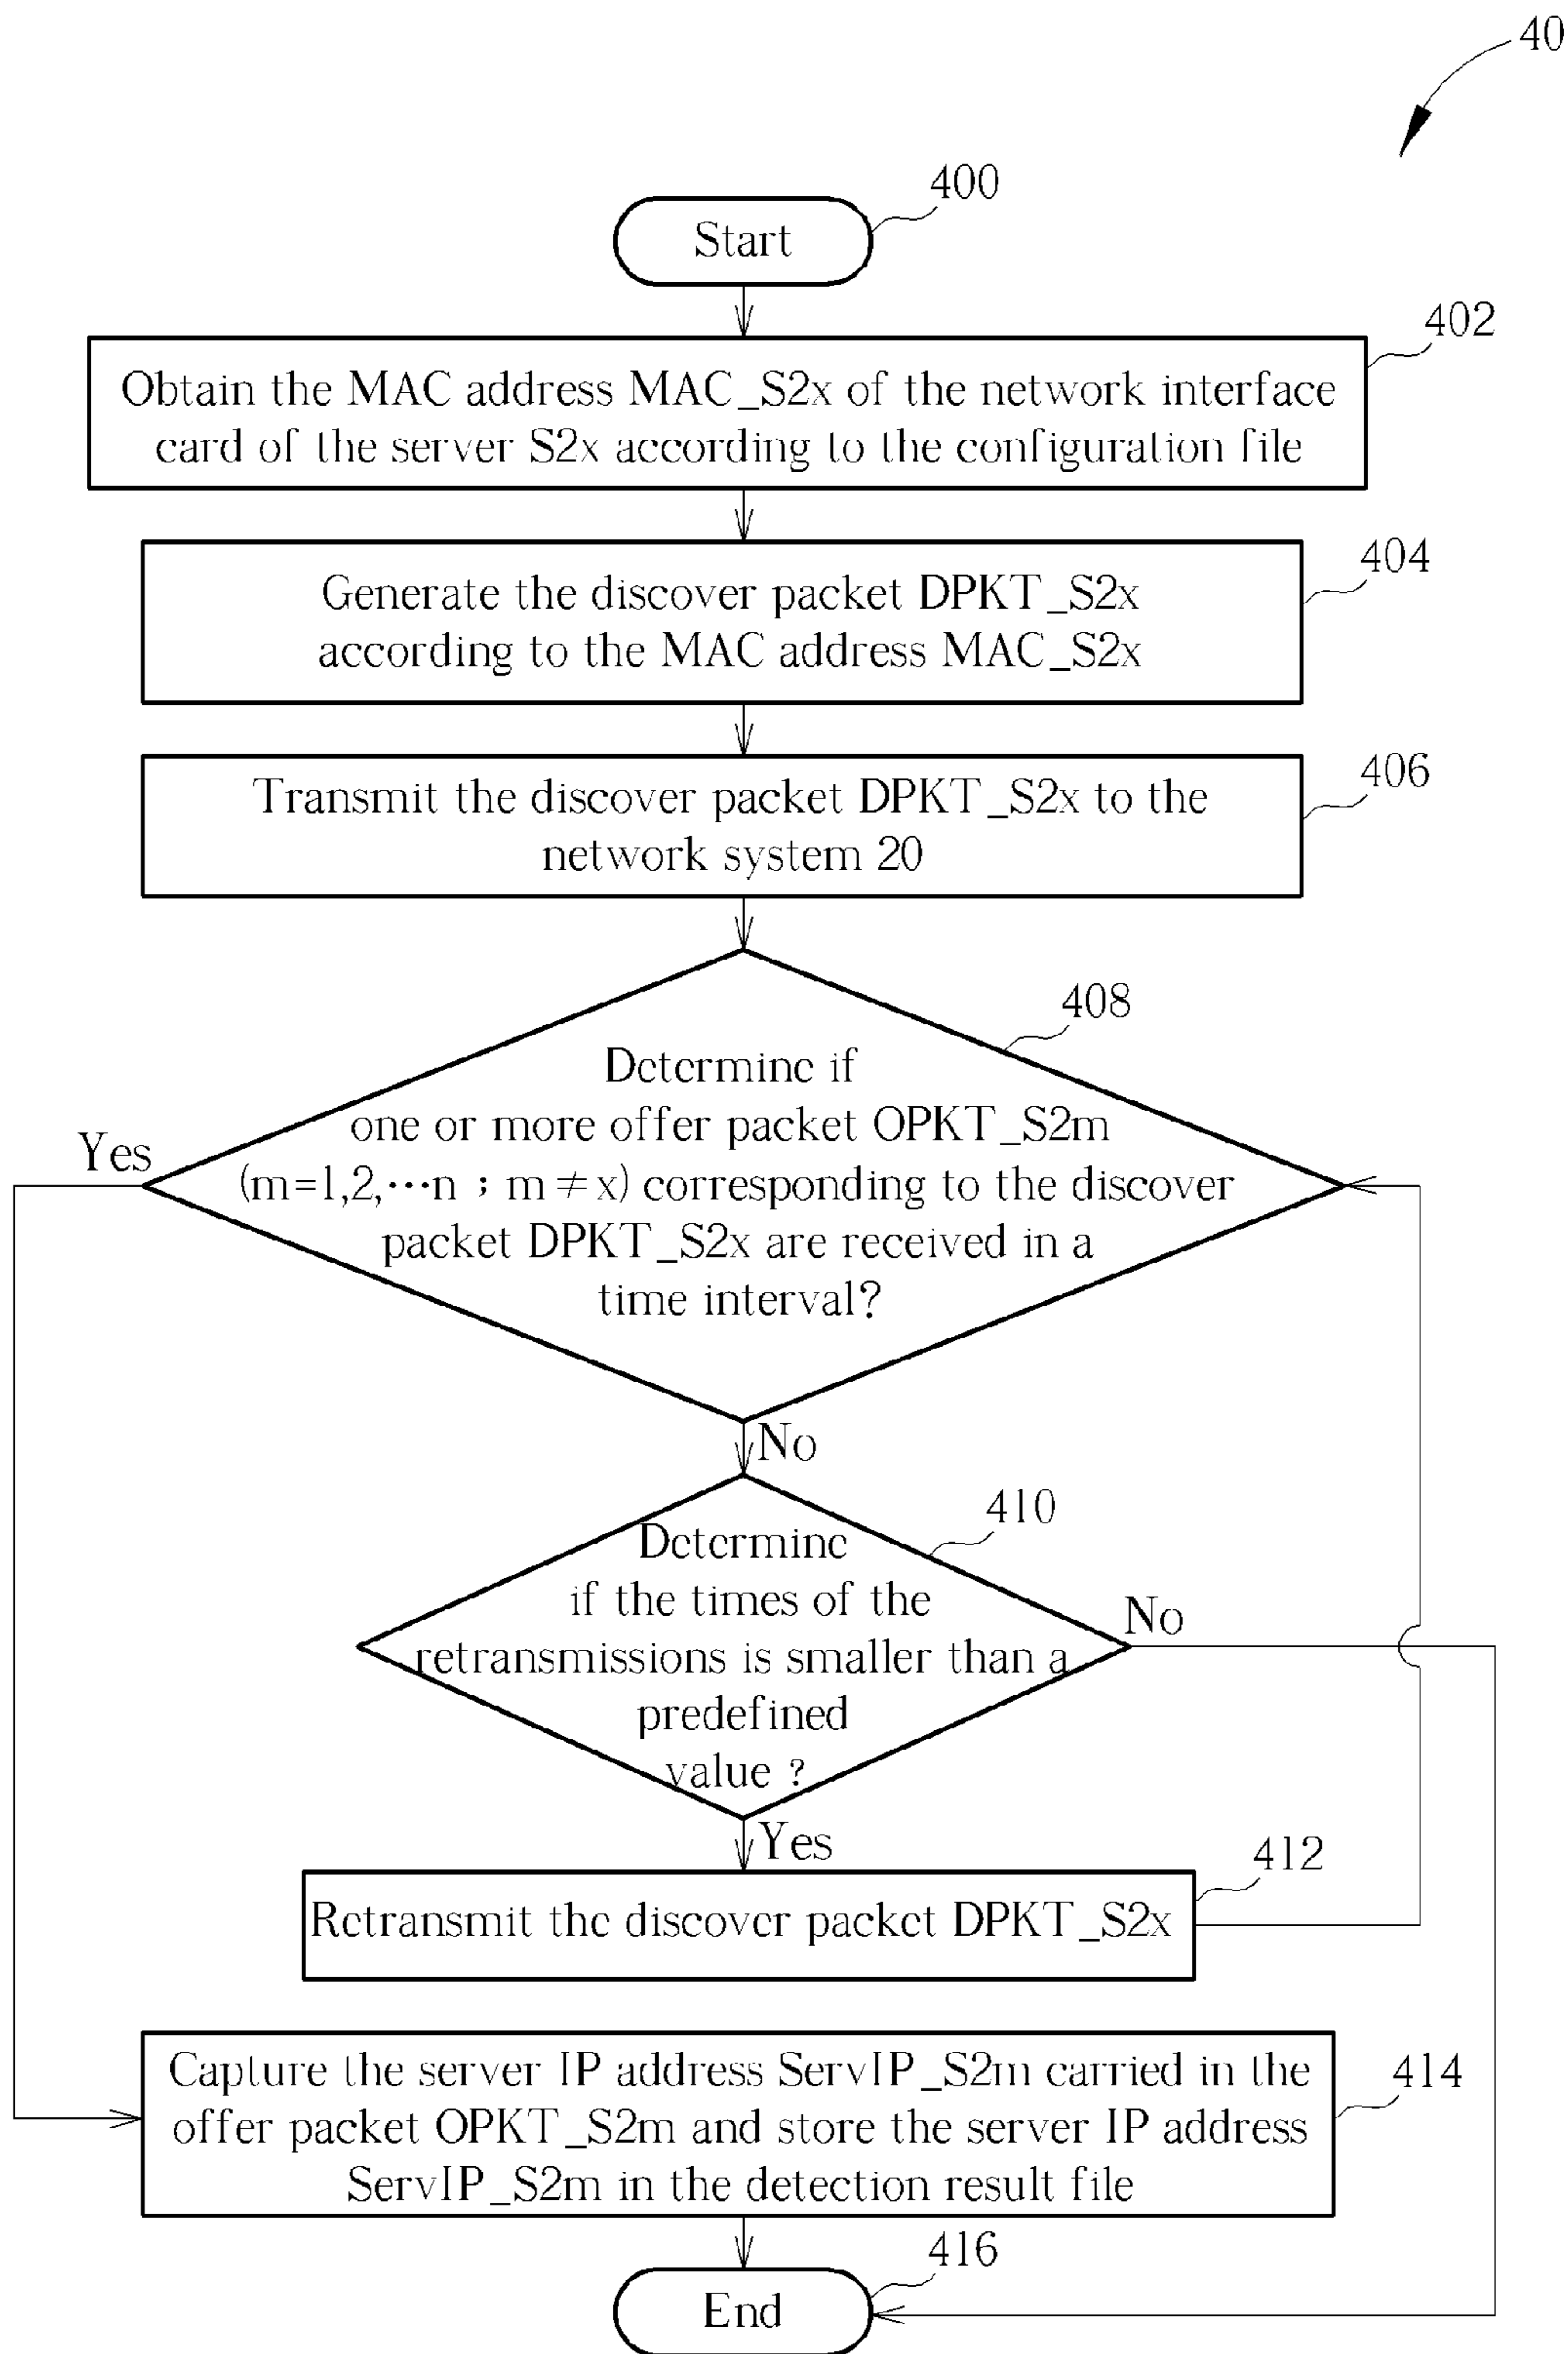 40
400
Start
402
Obtain the MAC address MAC_S2x of the network interface
card of the server S2x according to the configuration file
404
Generate the discover packet DPKT_S2x
according to the MAC address MAC_S2x
406
Transmit the discover packet DPKT_S2x to the
network system 20
408
Determine if
one or more offer packet OPKT_S2m
(m=1,2,⋯n ; m≠x) corresponding to the discover
packet DPKT_S2x are received in a
time interval?
Yes
No
410
Determine
if the times of the
retransmissions is smaller than a
predefined
value ?
No
Yes
412
Retransmit the discover packet DPKT_S2x
414
Capture the server IP address ServIP_S2m carried in the
offer packet OPKT_S2m and store the server IP address
ServIP_S2m in the detection result file
416
End